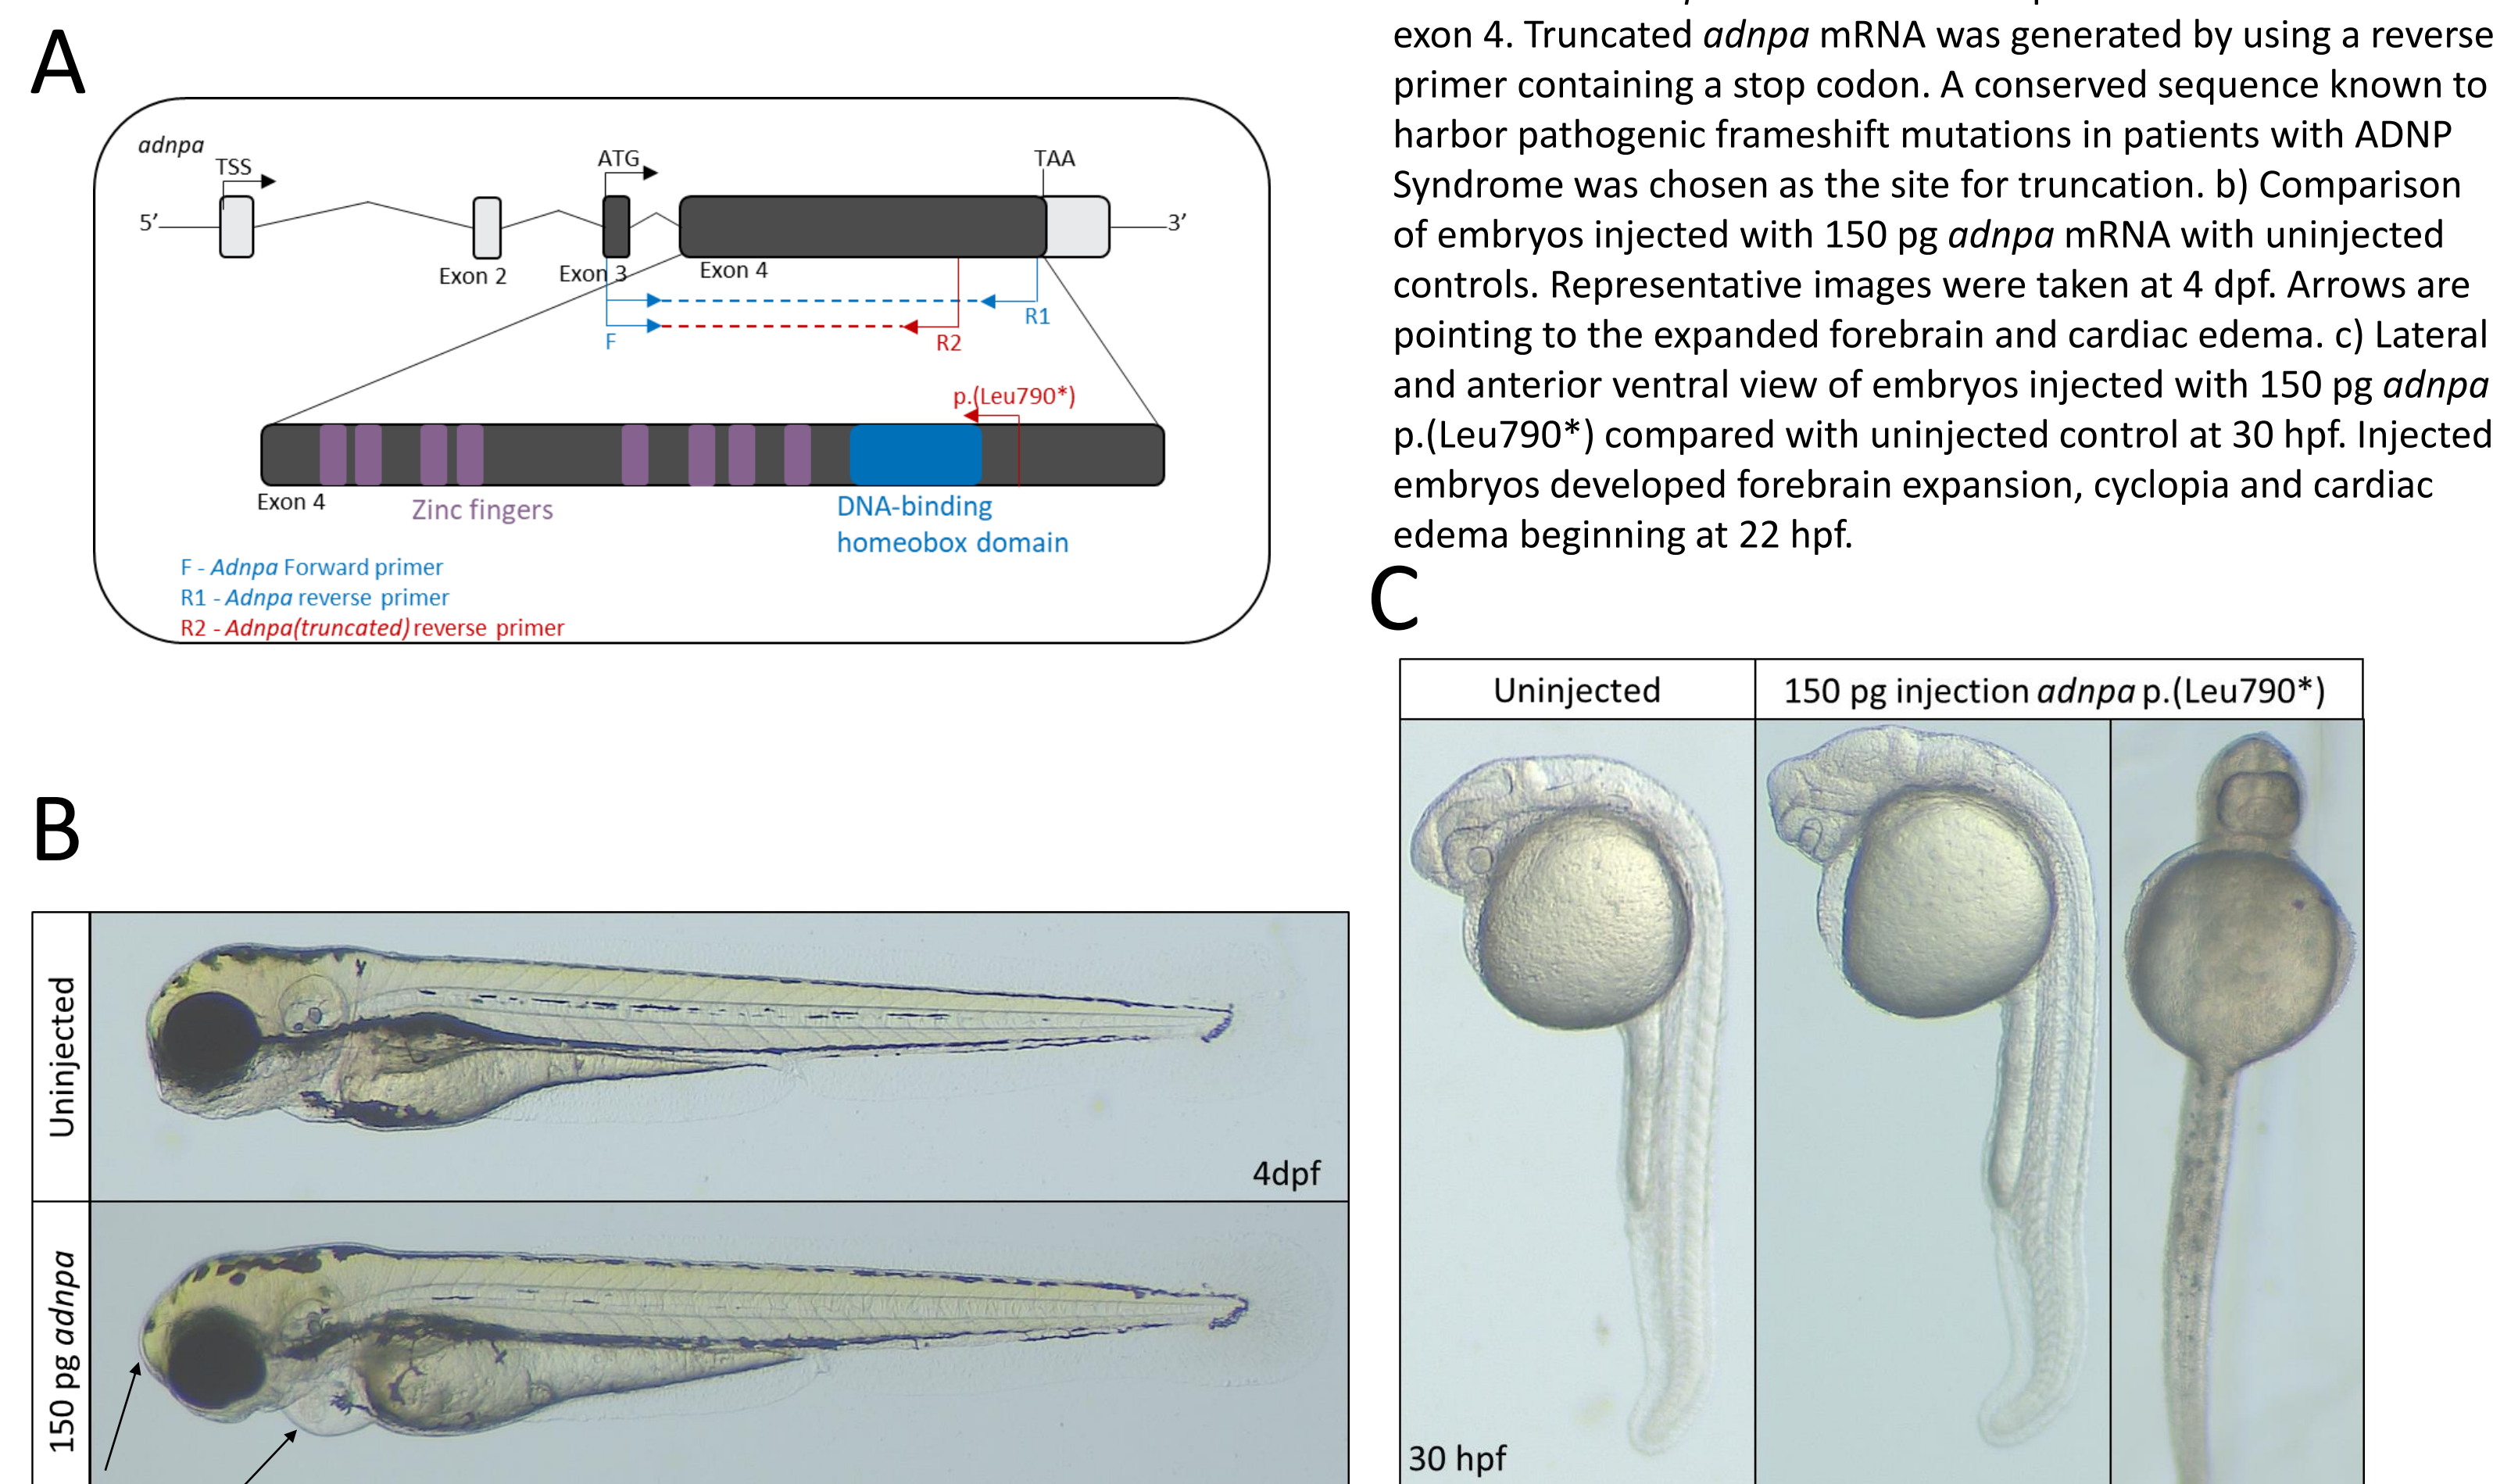 A
adnpa
TSS
ATG
TAA
5’
3’
Exon 2
Exon 3
Exon 4
R1
F
R2
p.(Leu790*)
Exon 4
Zinc fingers
DNA-binding
homeobox domain
F - Adnpa Forward primer
R1 - Adnpa reverse primer
R2 - Adnpa(truncated) reverse primer
exon 4. Truncated adnpa mRNA was generated by using a reverse
primer containing a stop codon. A conserved sequence known to
harbor pathogenic frameshift mutations in patients with ADNP
Syndrome was chosen as the site for truncation. b) Comparison
of embryos injected with 150 pg adnpa mRNA with uninjected
controls. Representative images were taken at 4 dpf. Arrows are
pointing to the expanded forebrain and cardiac edema. c) Lateral
and anterior ventral view of embryos injected with 150 pg adnpa
p.(Leu790*) compared with uninjected control at 30 hpf. Injected
embryos developed forebrain expansion, cyclopia and cardiac
edema beginning at 22 hpf.
B
Uninjected
4dpf
150 pg adnpa
C
Uninjected
150 pg injection adnpa p.(Leu790*)
30 hpf